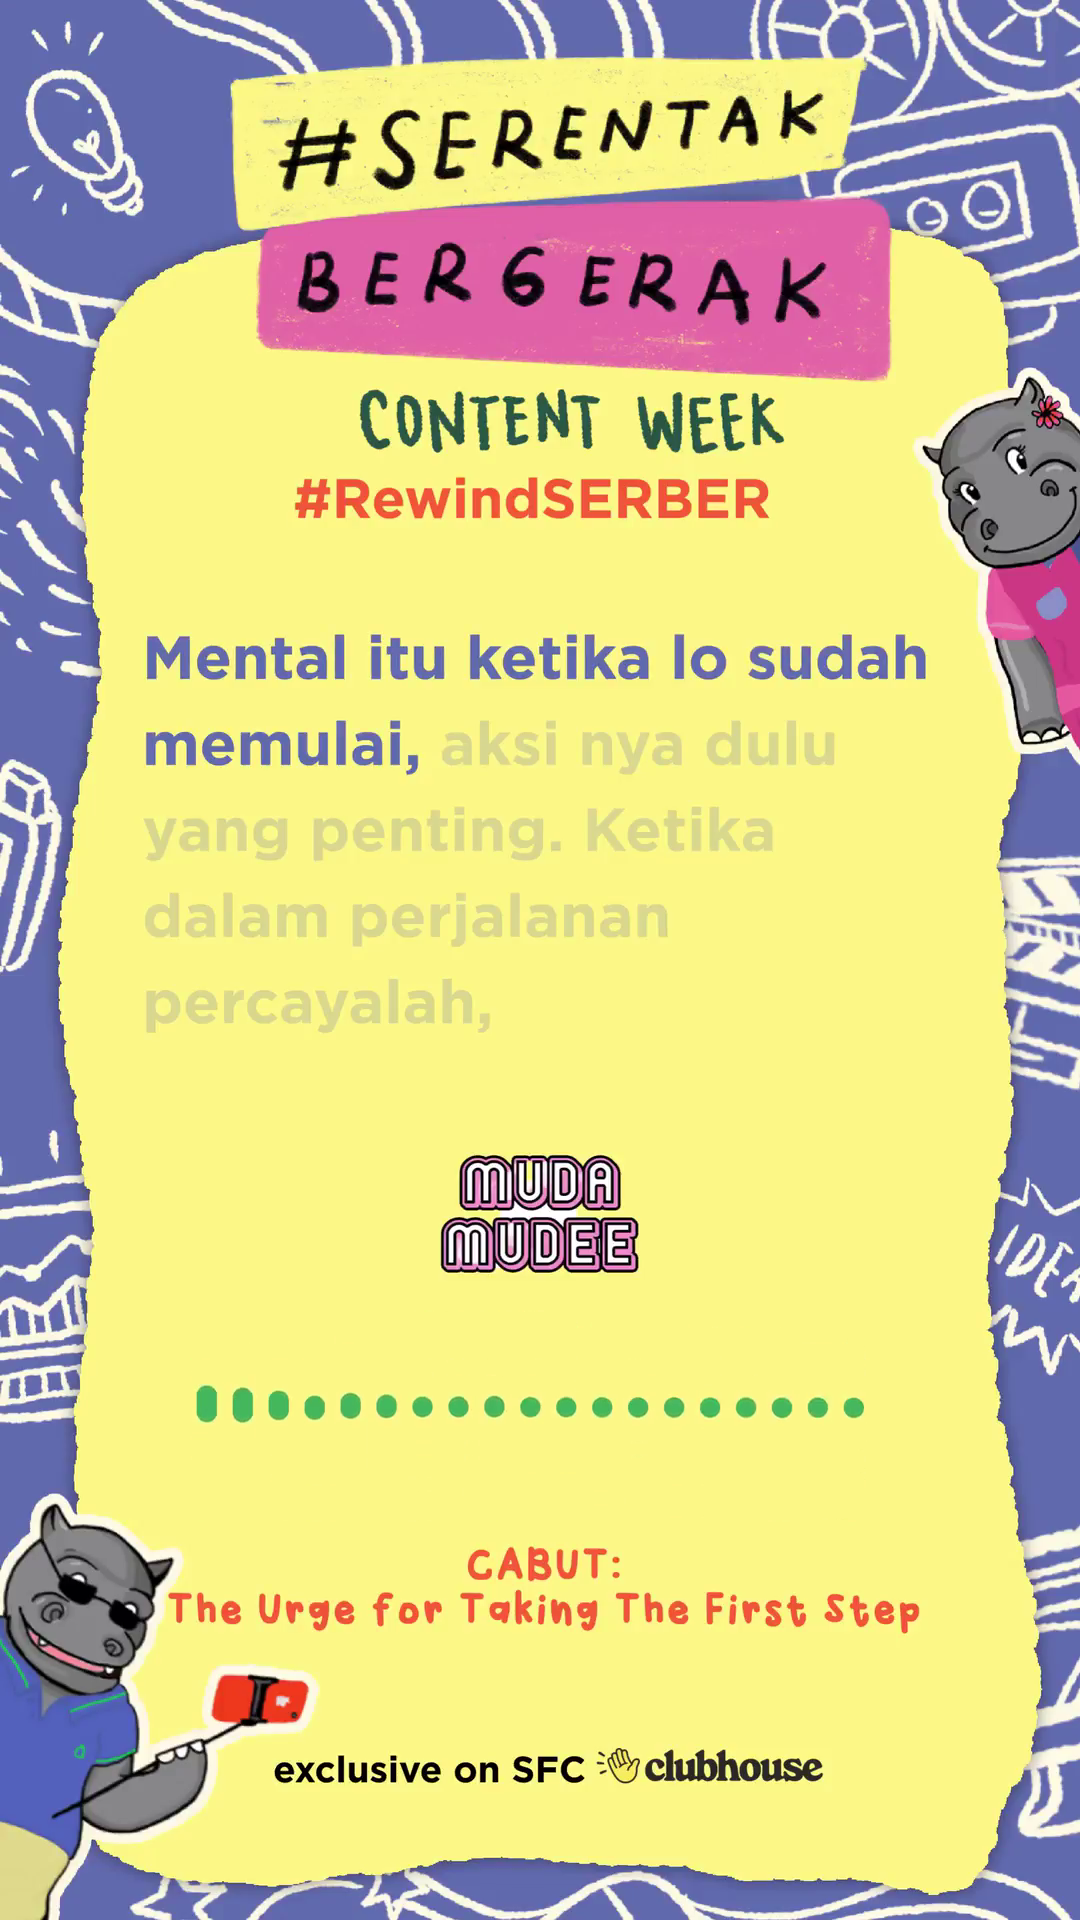 #SERENTAK
BERGERAK
CONTENT WEEK
#RewindSERBER
Mental itu ketika lo sudah
memulai, aksi nya dulu
yang penting. Ketika
dalam perjalanan
percayalah,
MUDA
MUDEE
IDEA
CABUT:
The Urge for Taking The First Step
exclusive on SFC clubhouse